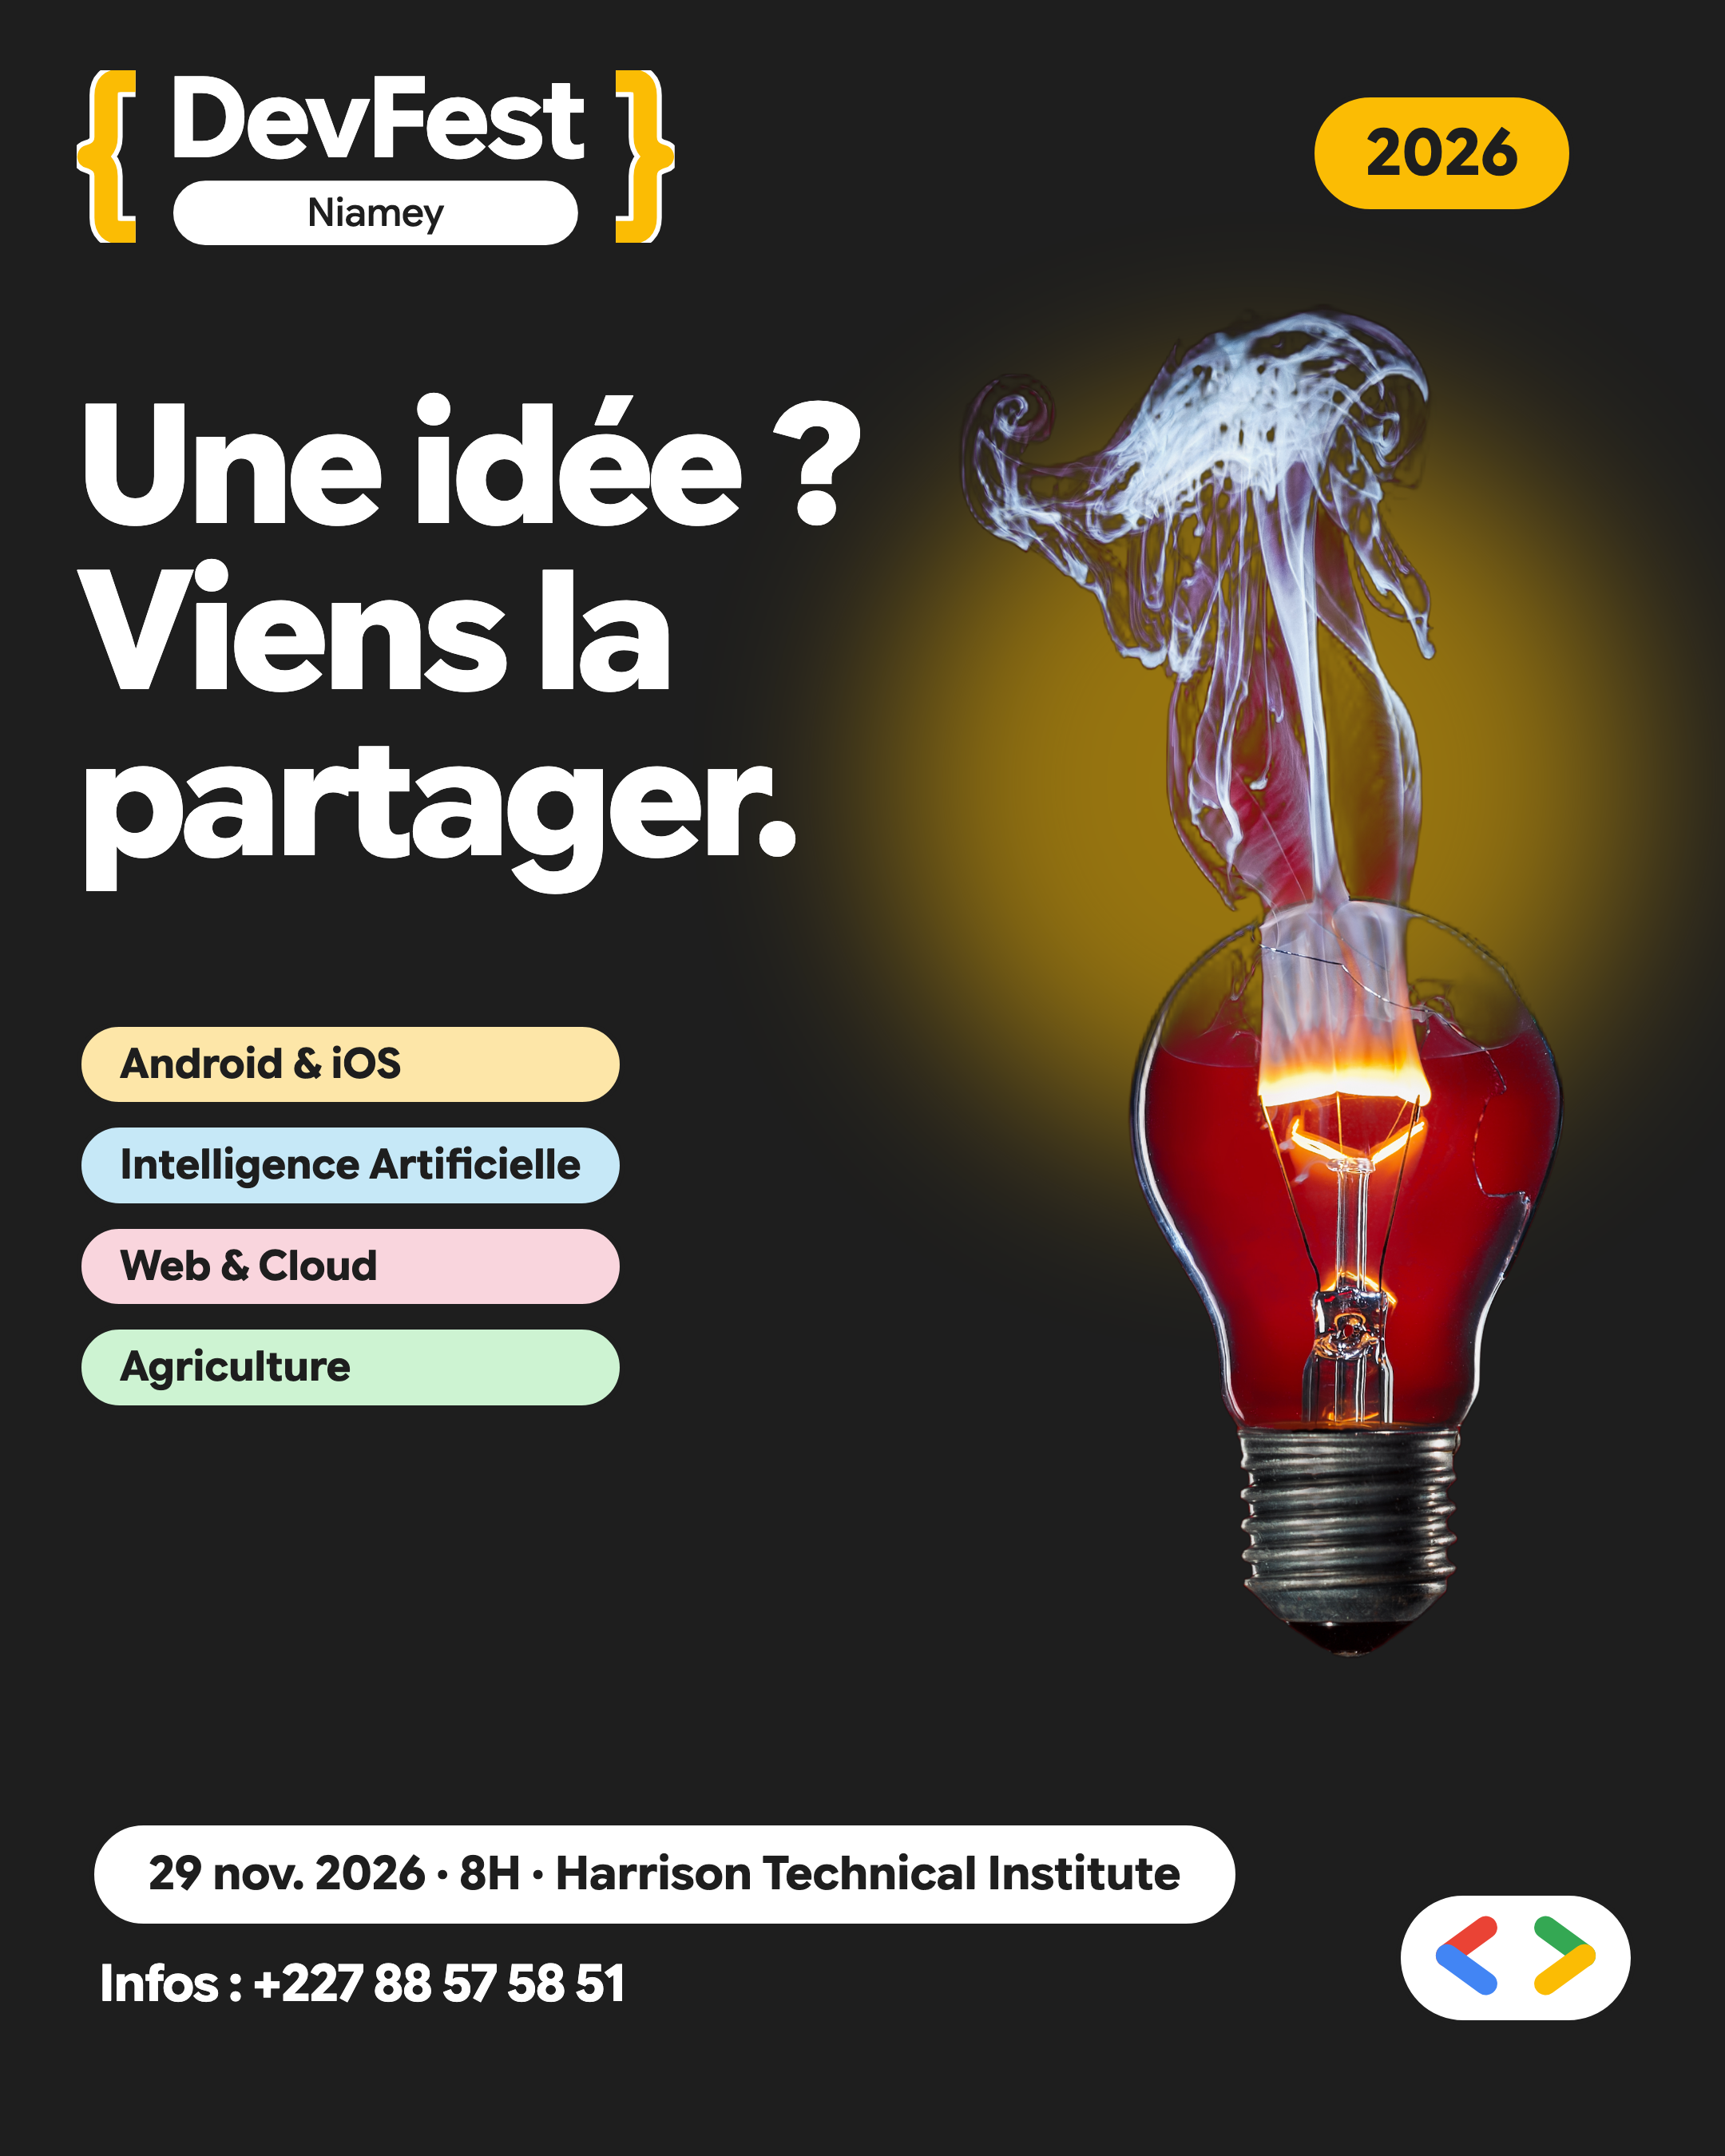 DevFest
Niamey
2026
Une idée ?
Viens la
partager.
Android & iOS
Intelligence Artificielle
Web & Cloud
Agriculture
29 nov. 2026 · 8H · Harrison Technical Institute
Infos : +227 88 57 58 51